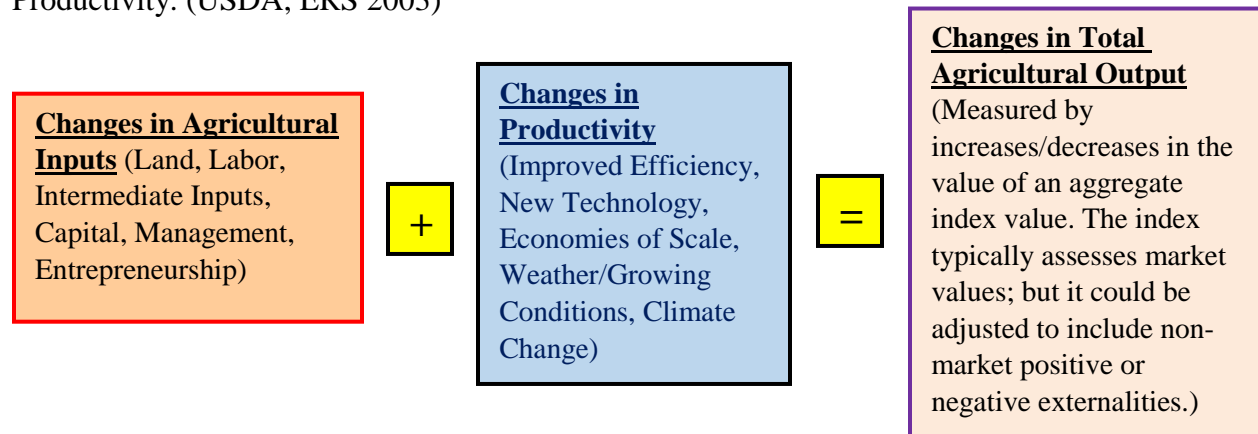 Productivity. (USDA, ERS
Changes in Agricultural
Inputs (Land, Labor,
Intermediate Inputs,
Capital, Management,
Entrepreneurship)
+
Changes in
Productivity
(Improved Efficiency,
New Technology,
Economies of Scale,
Weather/Growing
Conditions, Climate
Change)
=
Changes in Total
Agricultural Output
(Measured by
increases/decreases in the
value of an aggregate
index value. The index
typically assesses market
values; but it could be
adjusted to include non-
market positive or
negative externalities.)